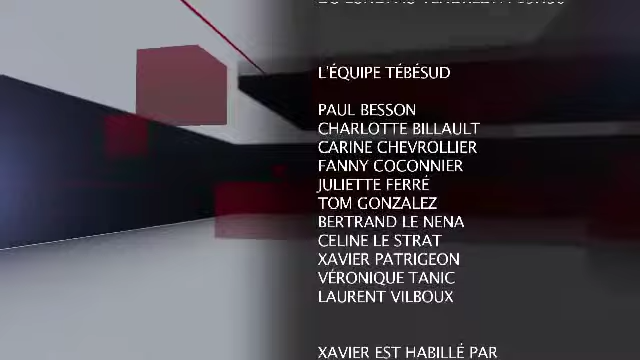 L'ÉQUIPE TÉBÉSUD
PAUL BESSON
CHARLOTTE BILLAULT
CARINE CHEVROLLIER
FANNY COCONNIER
JULIETTE FERRÉ
TOM GONZALEZ
BERTRAND LE NENA
CELINE LE STRAT
XAVIER PATRIGEON
VÉRONIQUE TANIC
LAURENT VILBOUX
XAVIER EST HABILLÉ PAR